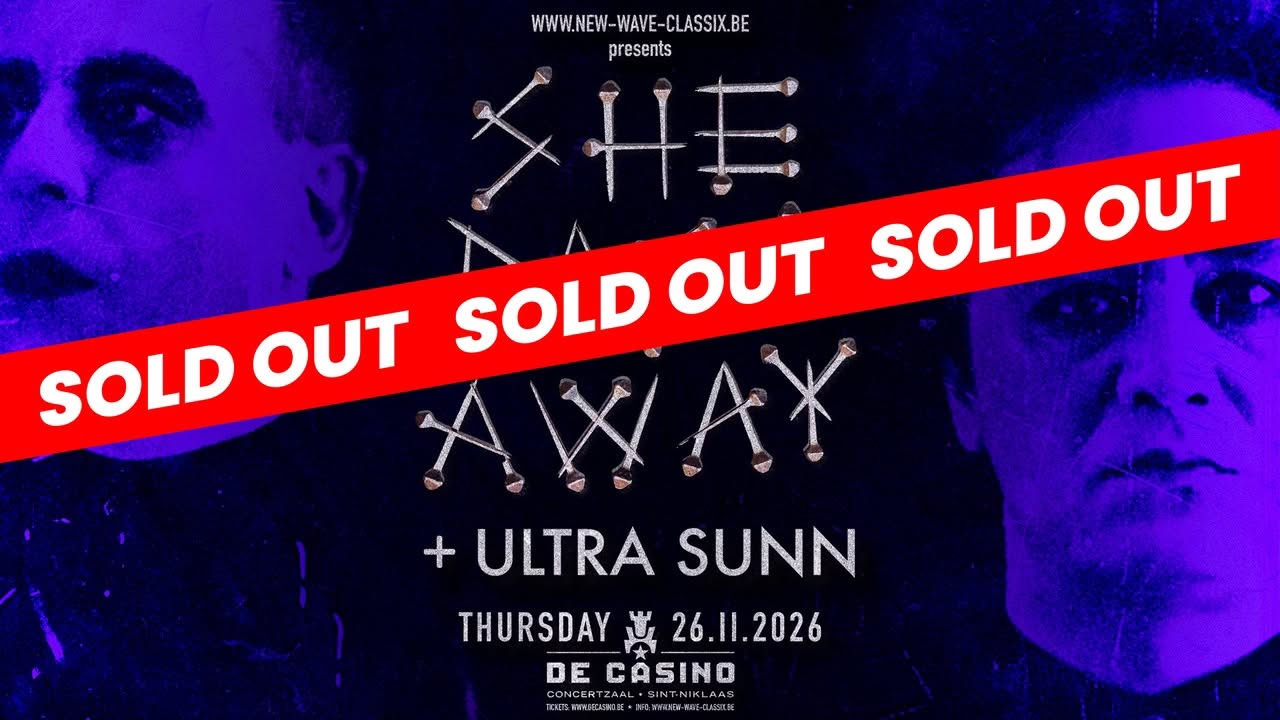 WWW.NEW-WAVE-CLASSIX.BE
presents
SHE
SOLD OUT SOLD OUT SOLD OUT
AWAY
+ ULTRA SUNN
THURSDAY 26.11.2026
DE CASINO
CONCERTZAAL • SINT-NIKLAAS
TICKETS: WWW.DECASINO.BE ★ INFO: WWW.NEW-WAVE-CLASSIX.BE